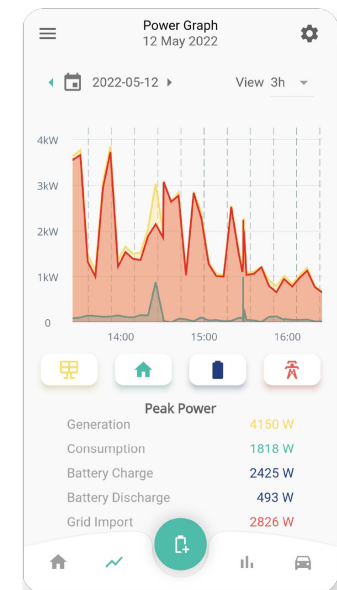 Power Graph
12 May 2022
2022-05-12
View 3h
4kW
3kW
2kW
1kW
0
14:00 15:00 16:00
Peak Power
Generation 4150 W
Consumption 1818 W
Battery Charge 2425 W
Battery Discharge 493 W
Grid Import 2826 W